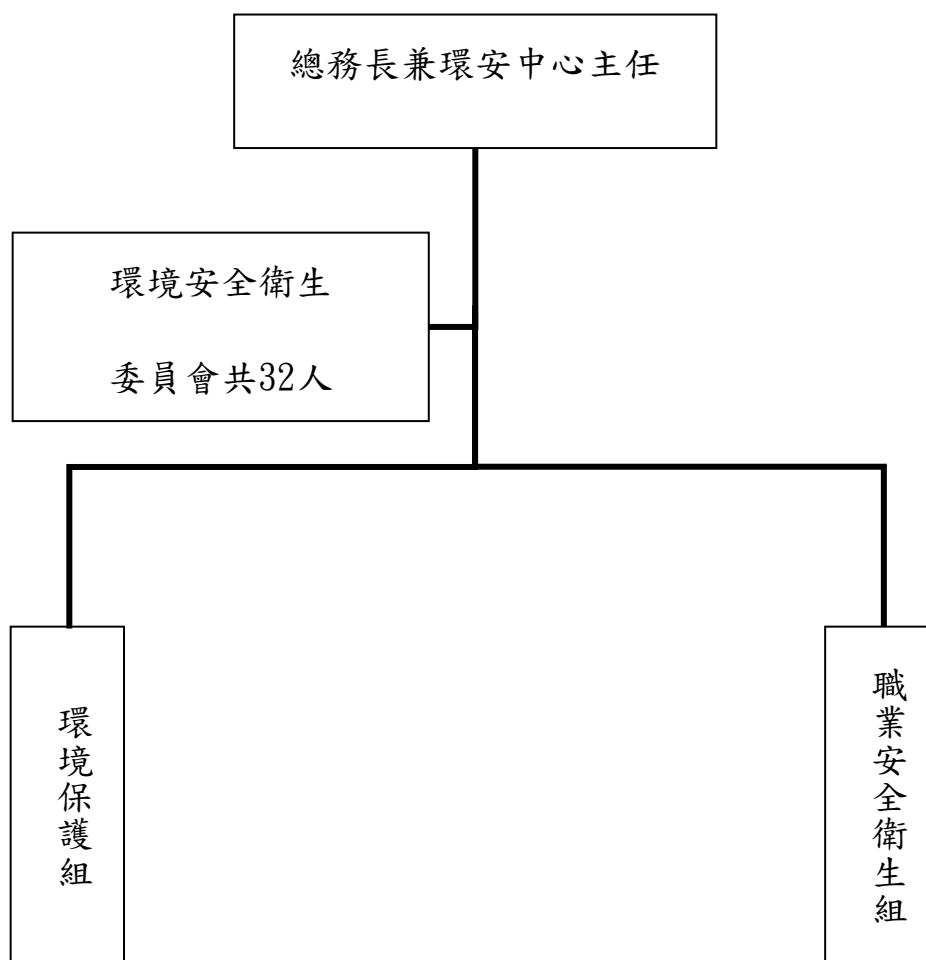 總務長兼環安中心主任
環境安全衛生
委員會共32人
環境保護組
職業安全衛生組